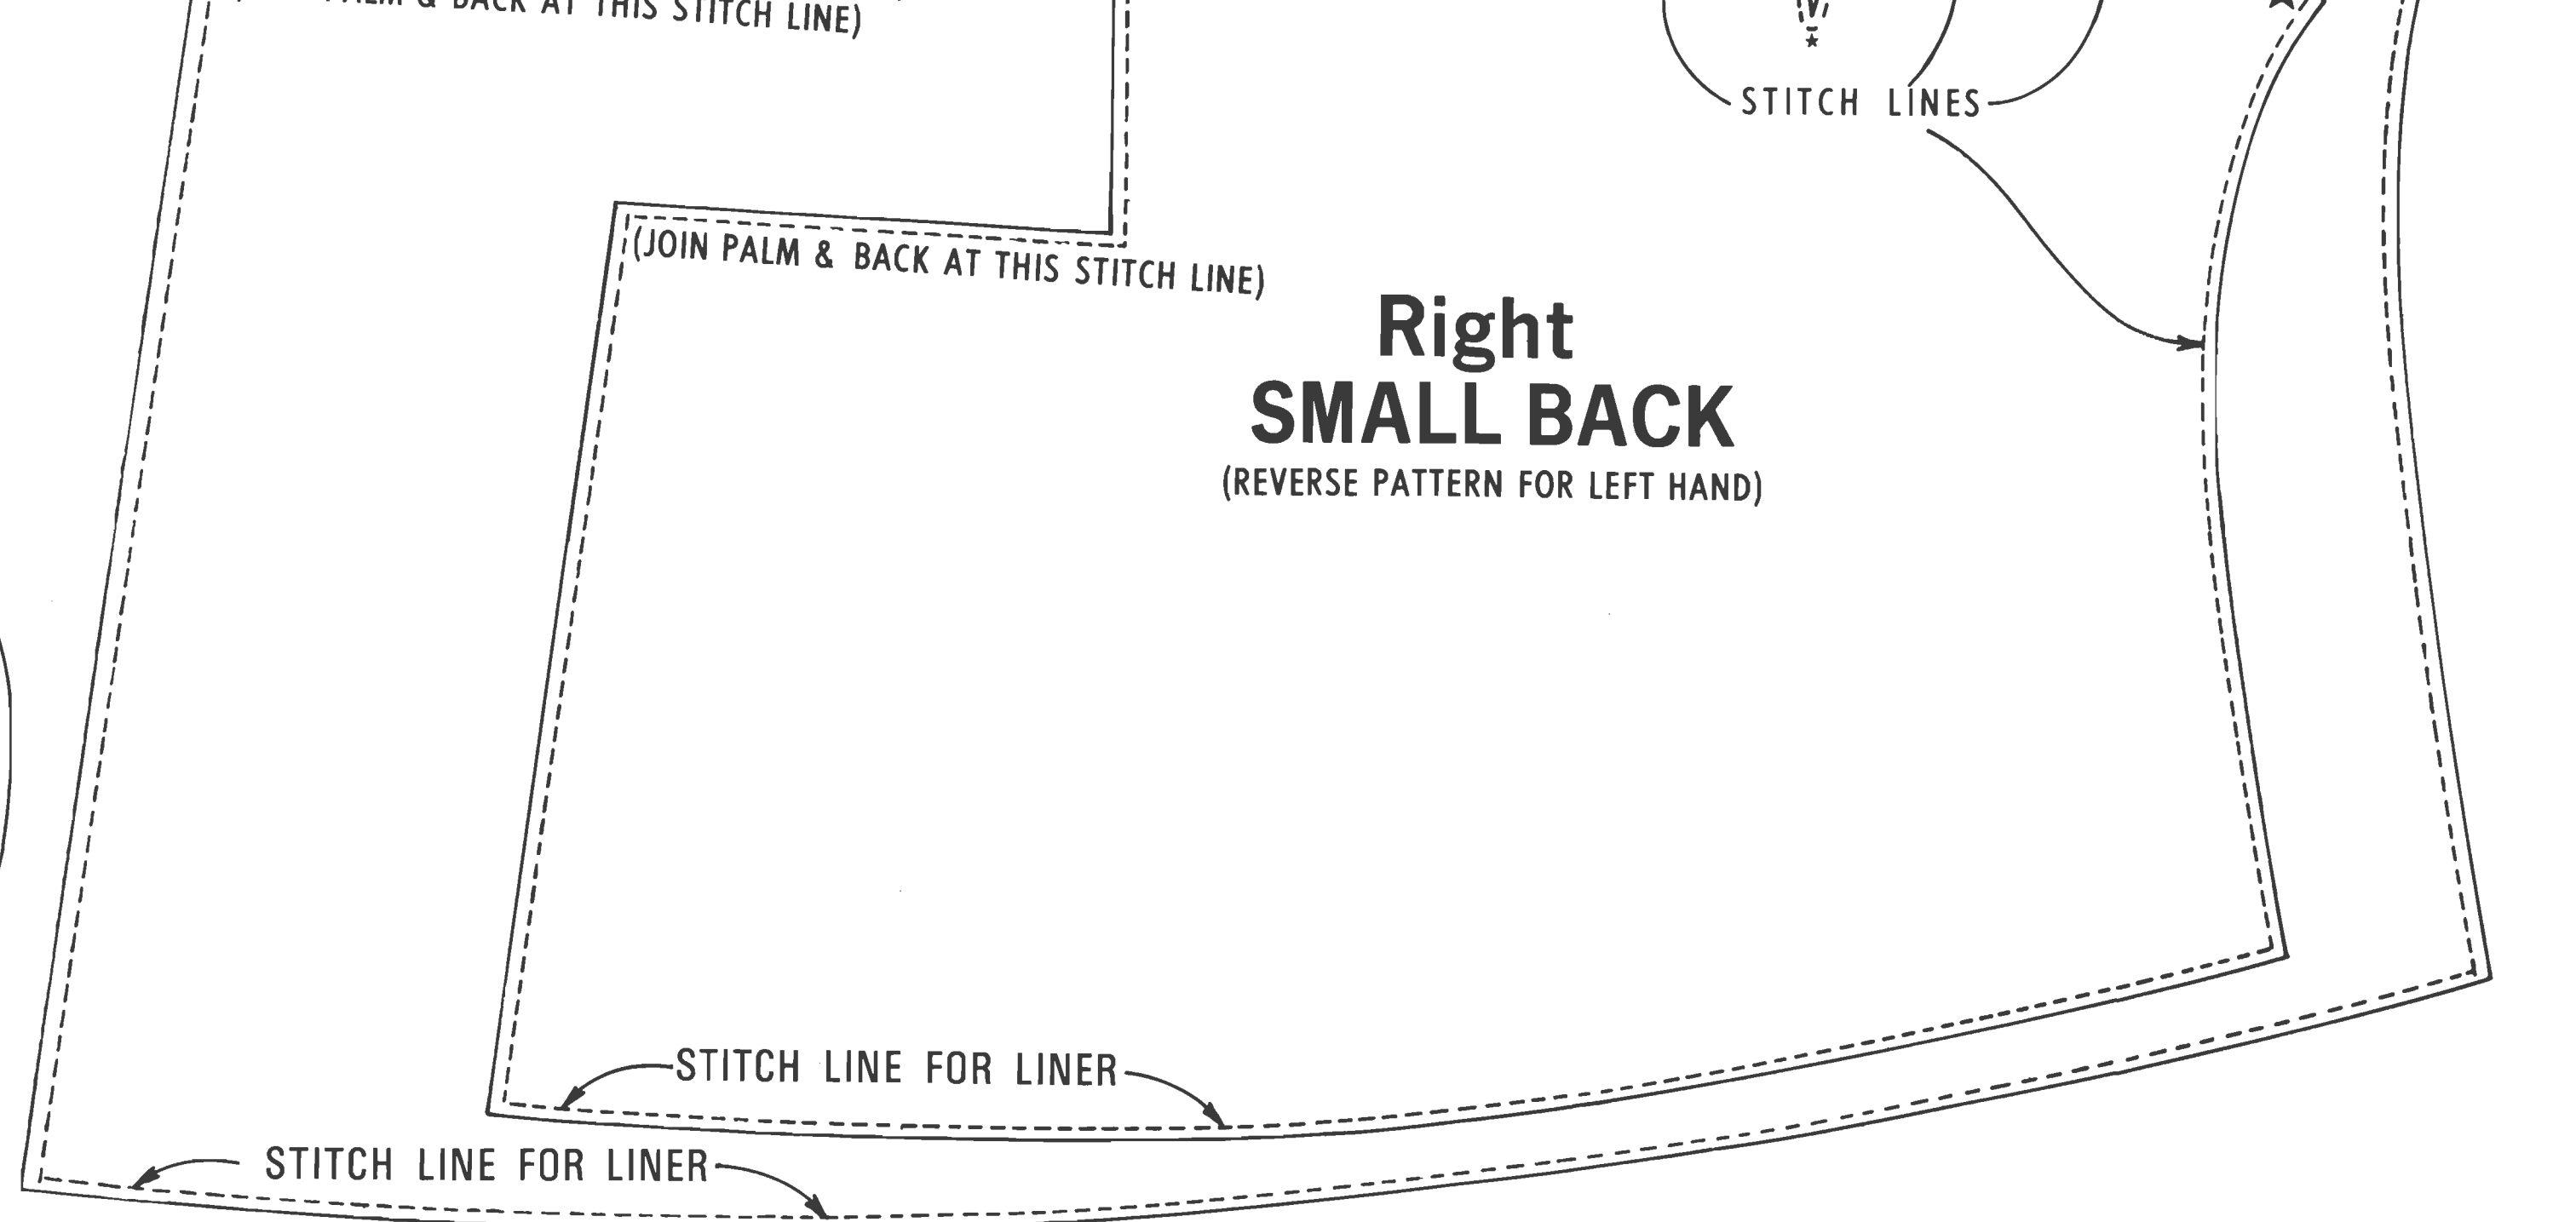 PALM & BACK AT THIS STITCH LINE)
STITCH LINES
(JOIN PALM & BACK AT THIS STITCH LINE)
Right
SMALL BACK
(REVERSE PATTERN FOR LEFT HAND)
STITCH LINE FOR LINER
STITCH LINE FOR LINER